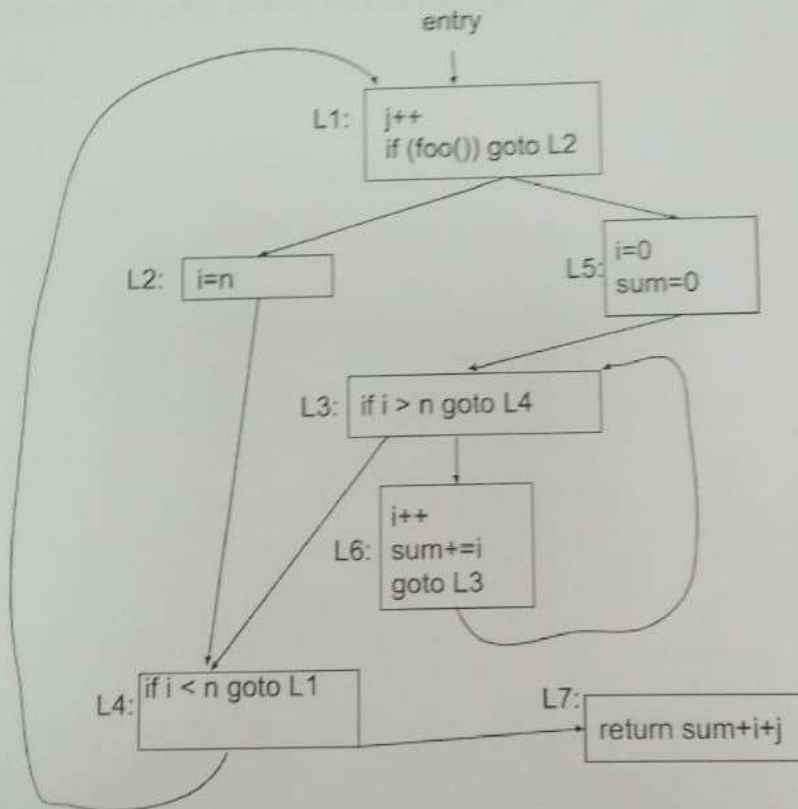 entry
L1:
j++
if (foo()) goto L2
L2:
i=n
L5:
i=0
sum=0
L3:
if i > n goto L4
L6:
i++
sum+=i
goto L3
L4:
if i < n goto L1
L7:
return sum+i+j